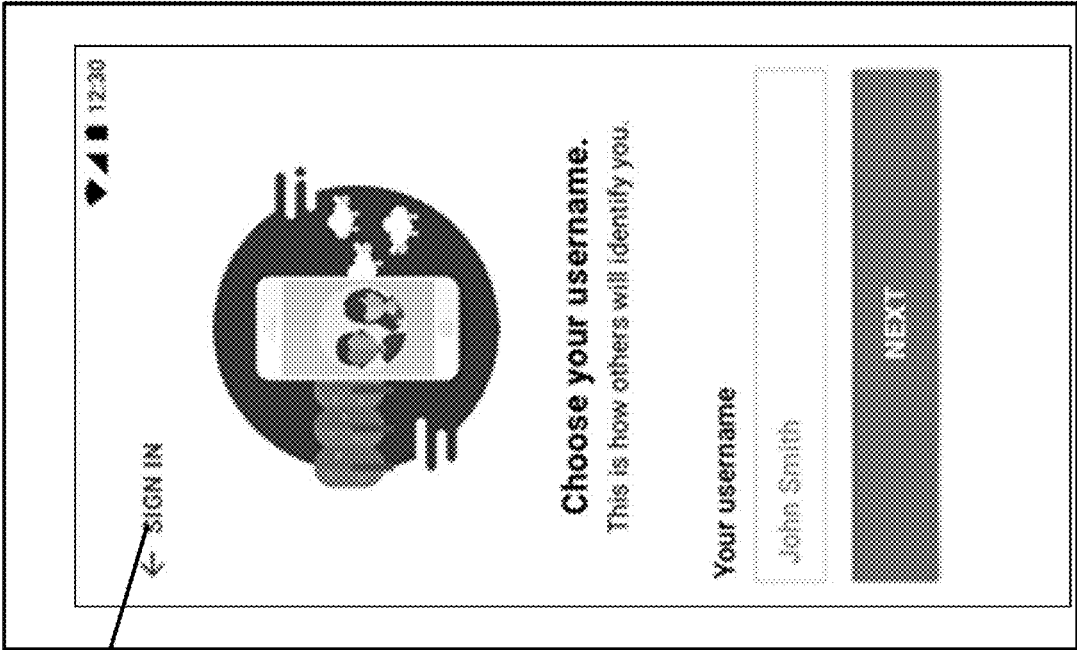 12:30
← SIGN IN
Choose your username.
This is how others will identify you.
Your username
John Smith
NEXT